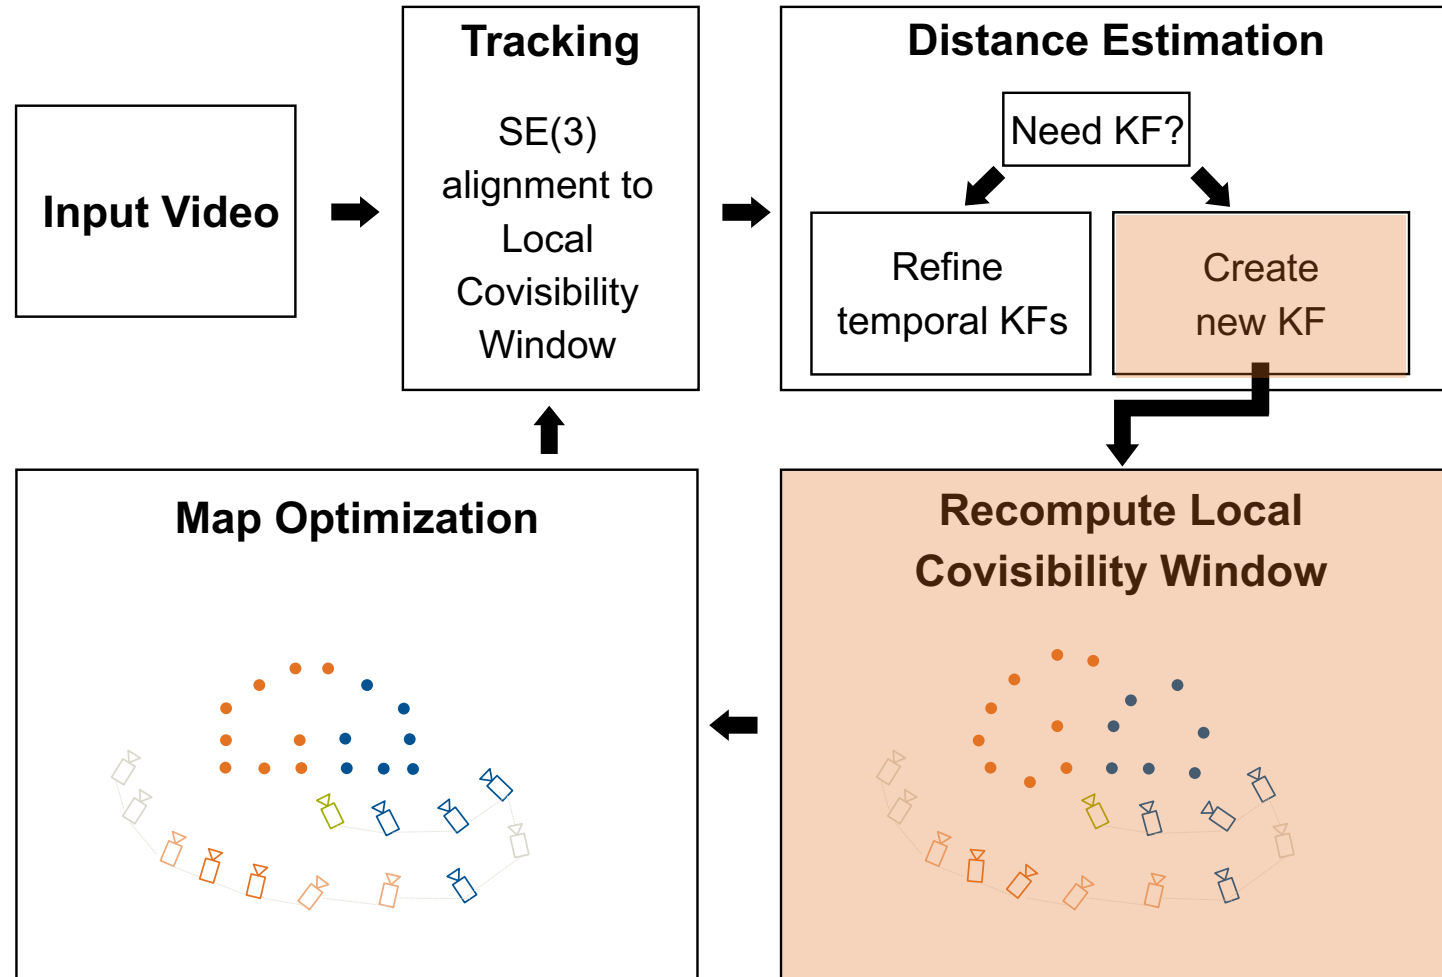 Input Video
Tracking
SE(3)
alignment to
Local
Covisibility
Window
Distance Estimation
Need KF?
Refine
temporal KFs
Create
new KF
Recompute Local
Covisibility Window
Map Optimization